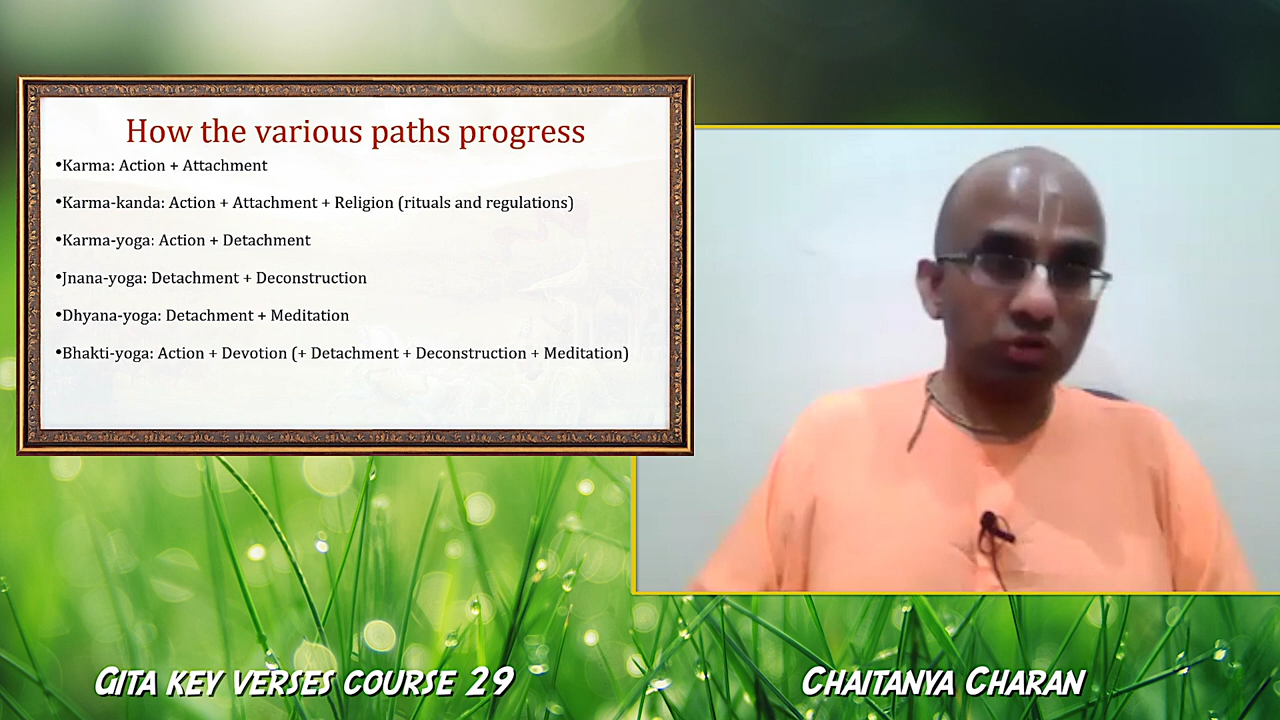 How the various paths progress
•Karma: Action + Attachment
•Karma-kanda: Action + Attachment + Religion (rituals and regulations)
•Karma-yoga: Action + Detachment
•Jnana-yoga: Detachment + Deconstruction
•Dhyana-yoga: Detachment + Meditation
•Bhakti-yoga: Action + Devotion (+ Detachment + Deconstruction + Meditation)
GITA KEY VERSES COURSE 29
CHAITANYA CHARAN